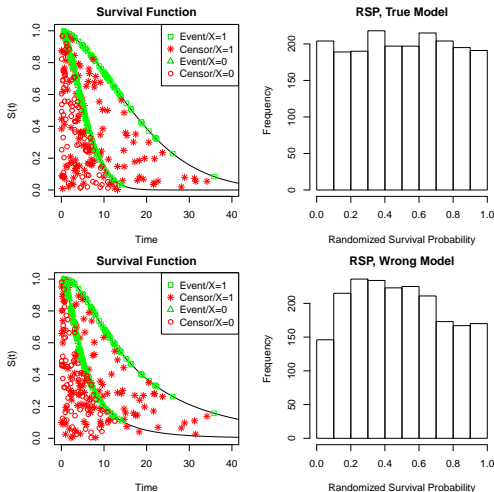 Survival Function
S(t)
1.0
0.8
0.6
0.4
0.2
0.0
Event/X=1
Censor/X=1
Event/X=0
Censor/X=0
0 10 20 30 40
Time
RSP, True Model
Frequency
200
150
100
50
0
0.0 0.2 0.4 0.6 0.8 1.0
Randomized Survival Probability
Survival Function
S(t)
1.0
0.8
0.6
0.4
0.2
0.0
Event/X=1
Censor/X=1
Event/X=0
Censor/X=0
0 10 20 30 40
Time
RSP, Wrong Model
Frequency
200
150
100
50
0
0.0 0.2 0.4 0.6 0.8 1.0
Randomized Survival Probability